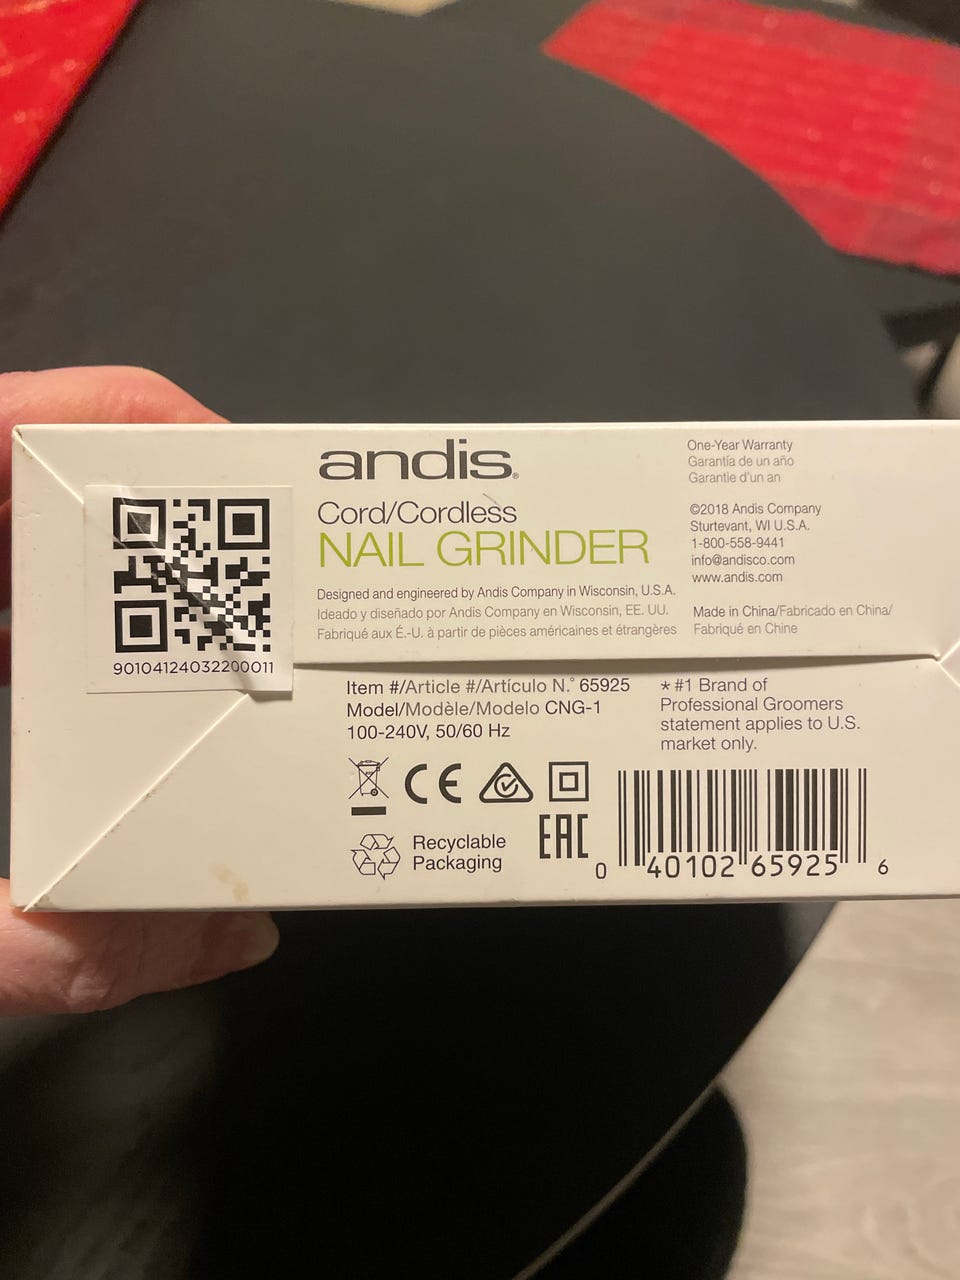 andis®
Cord/Cordless
NAIL GRINDER
Designed and engineered by Andis Company in Wisconsin, U.S.A.
Ideado y diseñado por Andis Company en Wisconsin, EE. UU.
Fabriqué aux É.-U. à partir de pièces américaines et étrangères
One-Year Warranty
Garantía de un año
Garantie d'un an
©2018 Andis Company
Sturtevant, WI U.S.A.
1-800-558-9441
info@andisco.com
www.andis.com
Made in China/Fabricado en China/
Fabriqué en Chine
90104124032200011
Item #/Article #/Artículo N.° 65925
Model/Modèle/Modelo CNG-1
100-240V, 50/60 Hz
*#1 Brand of
Professional Groomers
statement applies to U.S.
market only.
CE
Recyclable
Packaging
EAC
0 40102 65925 6